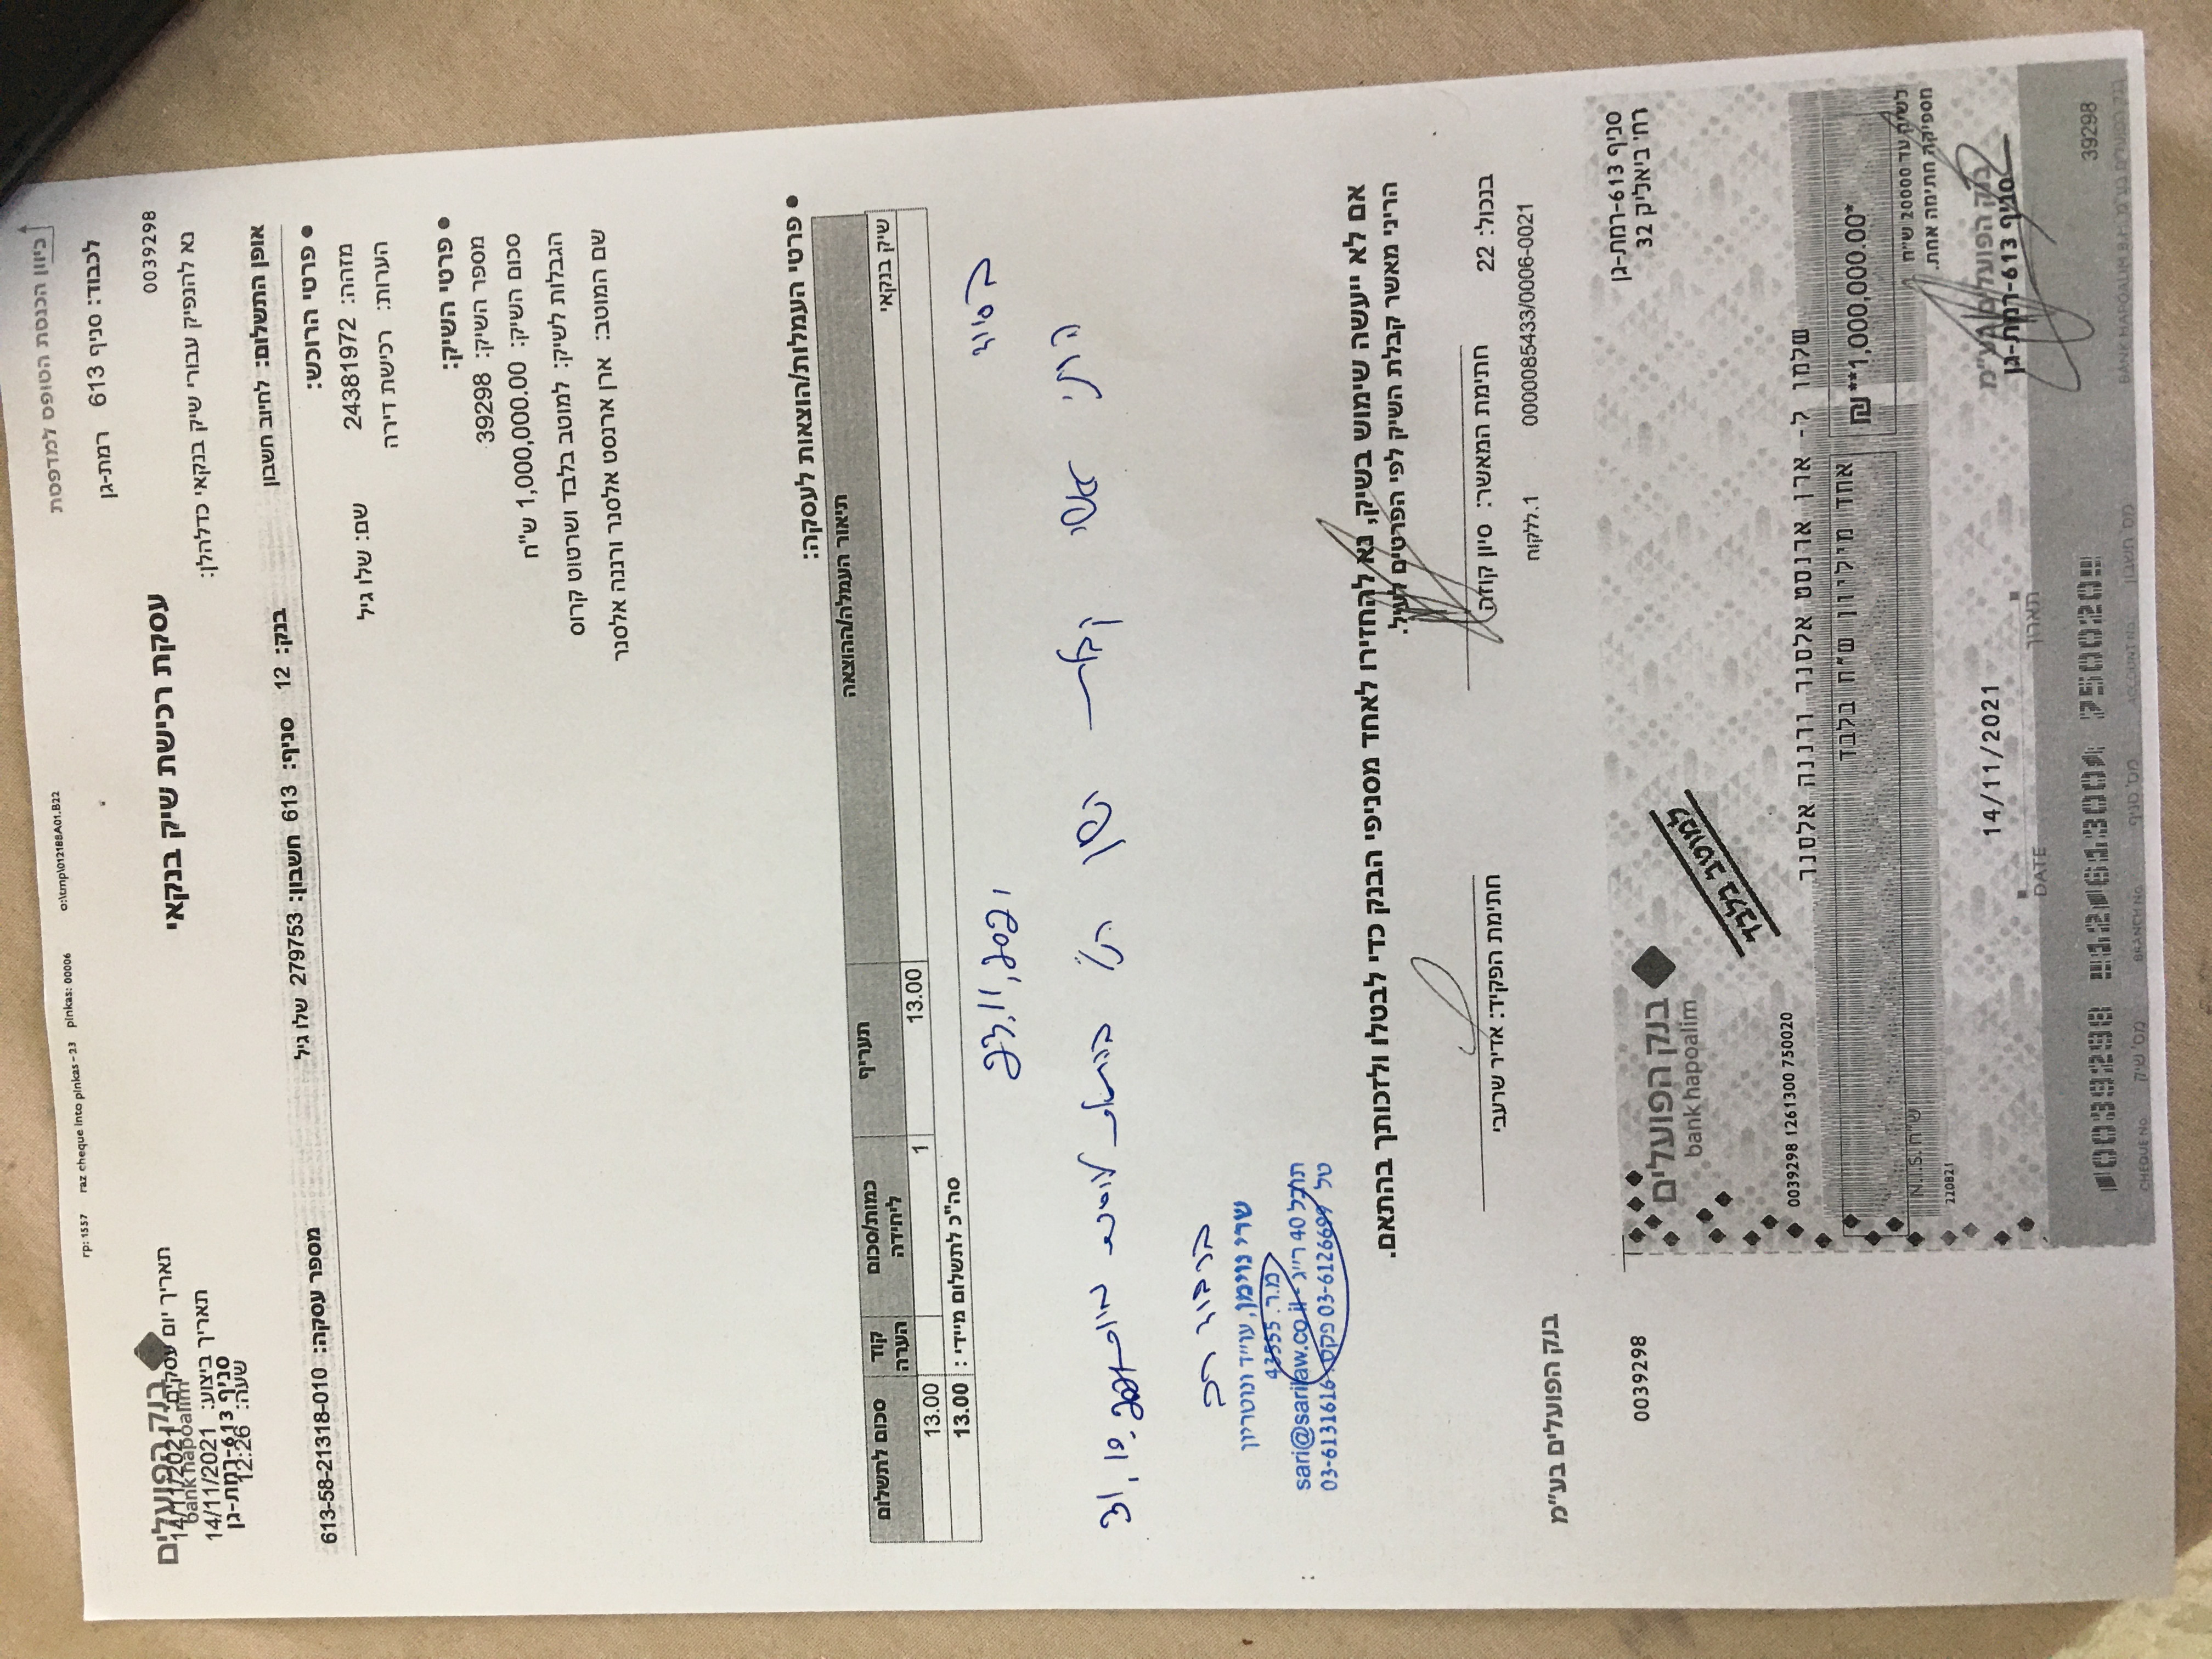 כיוון הכנסת הטופס למדפסת
rp: 1557 raz cheque into pinkas-23 pinkas: 00006 o:\tmp\012188A01.B22
לכבוד: סניף 613 רמת-גן
0039298
בנק הפועלים
bank hapoalim
תאריך יום עסקים: 14/11/2021
תאריך ביצוע: 14/11/2021
סניף 613-רמת-גן
שעה: 12:26
עסקת רכישת שיק בנקאי
נא להנפיק עבורי שיק בנקאי כדלהלן:
אופן התשלום: לחיוב חשבון בנק: 12 סניף: 613 חשבון: 279753 שלו גיל
מספר עסקה: 613-58-21318-010
• פרטי הרוכש:
מזהה: 24381972 שם: שלו גיל
הערות: רכישת דירה
• פרטי השיק:
מספר השיק: 39298
סכום השיק: 1,000,000.00 ש"ח
הגבלות לשיק: למוטב בלבד ושרטוט קרוס
שם המוטב: ארן ארנסט אלסנר ורננה אלסנר
• פרטי העמלות/הוצאות לעסקה:
תיאור העמלה/ההוצאה תעריף כמות/סכום ליחידה קוד הערה סכום לתשלום
שיק בנקאי 13.00 1 13.00
סה"כ לתשלום מיידי: 13.00
23.11.2021
הרני אשר קבלת השן הנ"ל בהתאם 31.10.2021
בכבוד רב
שרי נוימן, עו״ד ונוטריון
מ.ר. 43555
תובל 40 ר״ג - sari@sarilaw.co.il
טל 03-6126699 פקס: 03-6131616
אם לא ייעשה שימוש בשיק, נא להחזירו לאחד מסניפי הבנק כדי לבטלו ולזכותך בהתאם.
הריני מאשר קבלת השיק לפי הפרטים לעיל.
בנכול: 22 חתימת המאשר: סיון קוזה חתימת הפקיד: אדיר שרעבי
0000085433/0006-0021 1.ללקוח
בנק הפועלים בע"מ
0039298
סניף 613-רמת-גן
רח' ביאליק 32
בנק הפועלים
bank hapoalim
למוטב בלבד
0039298 1261300 750020
שלמו ל- ארן ארנסט אלסנר ורננה אלסנר
אחד מיליון ש"ח בלבד
₪ **1,000,000.00*
ש"ח N.I.S.
לשיק עד 20000 ש״ח
מספיקה חתימה אחת.
220821
14/11/2021
בנק הפועלים בע"מ
סניף 613-רמת-גן
DATE תאריך
0039298 12 613004 750020
39298
CHEQUE No. מס' שיק BRANCH No. מס' סניף ACCOUNT No. מס' חשבון BANK HAPOALIM B.M. בנק הפועלים בע"מ